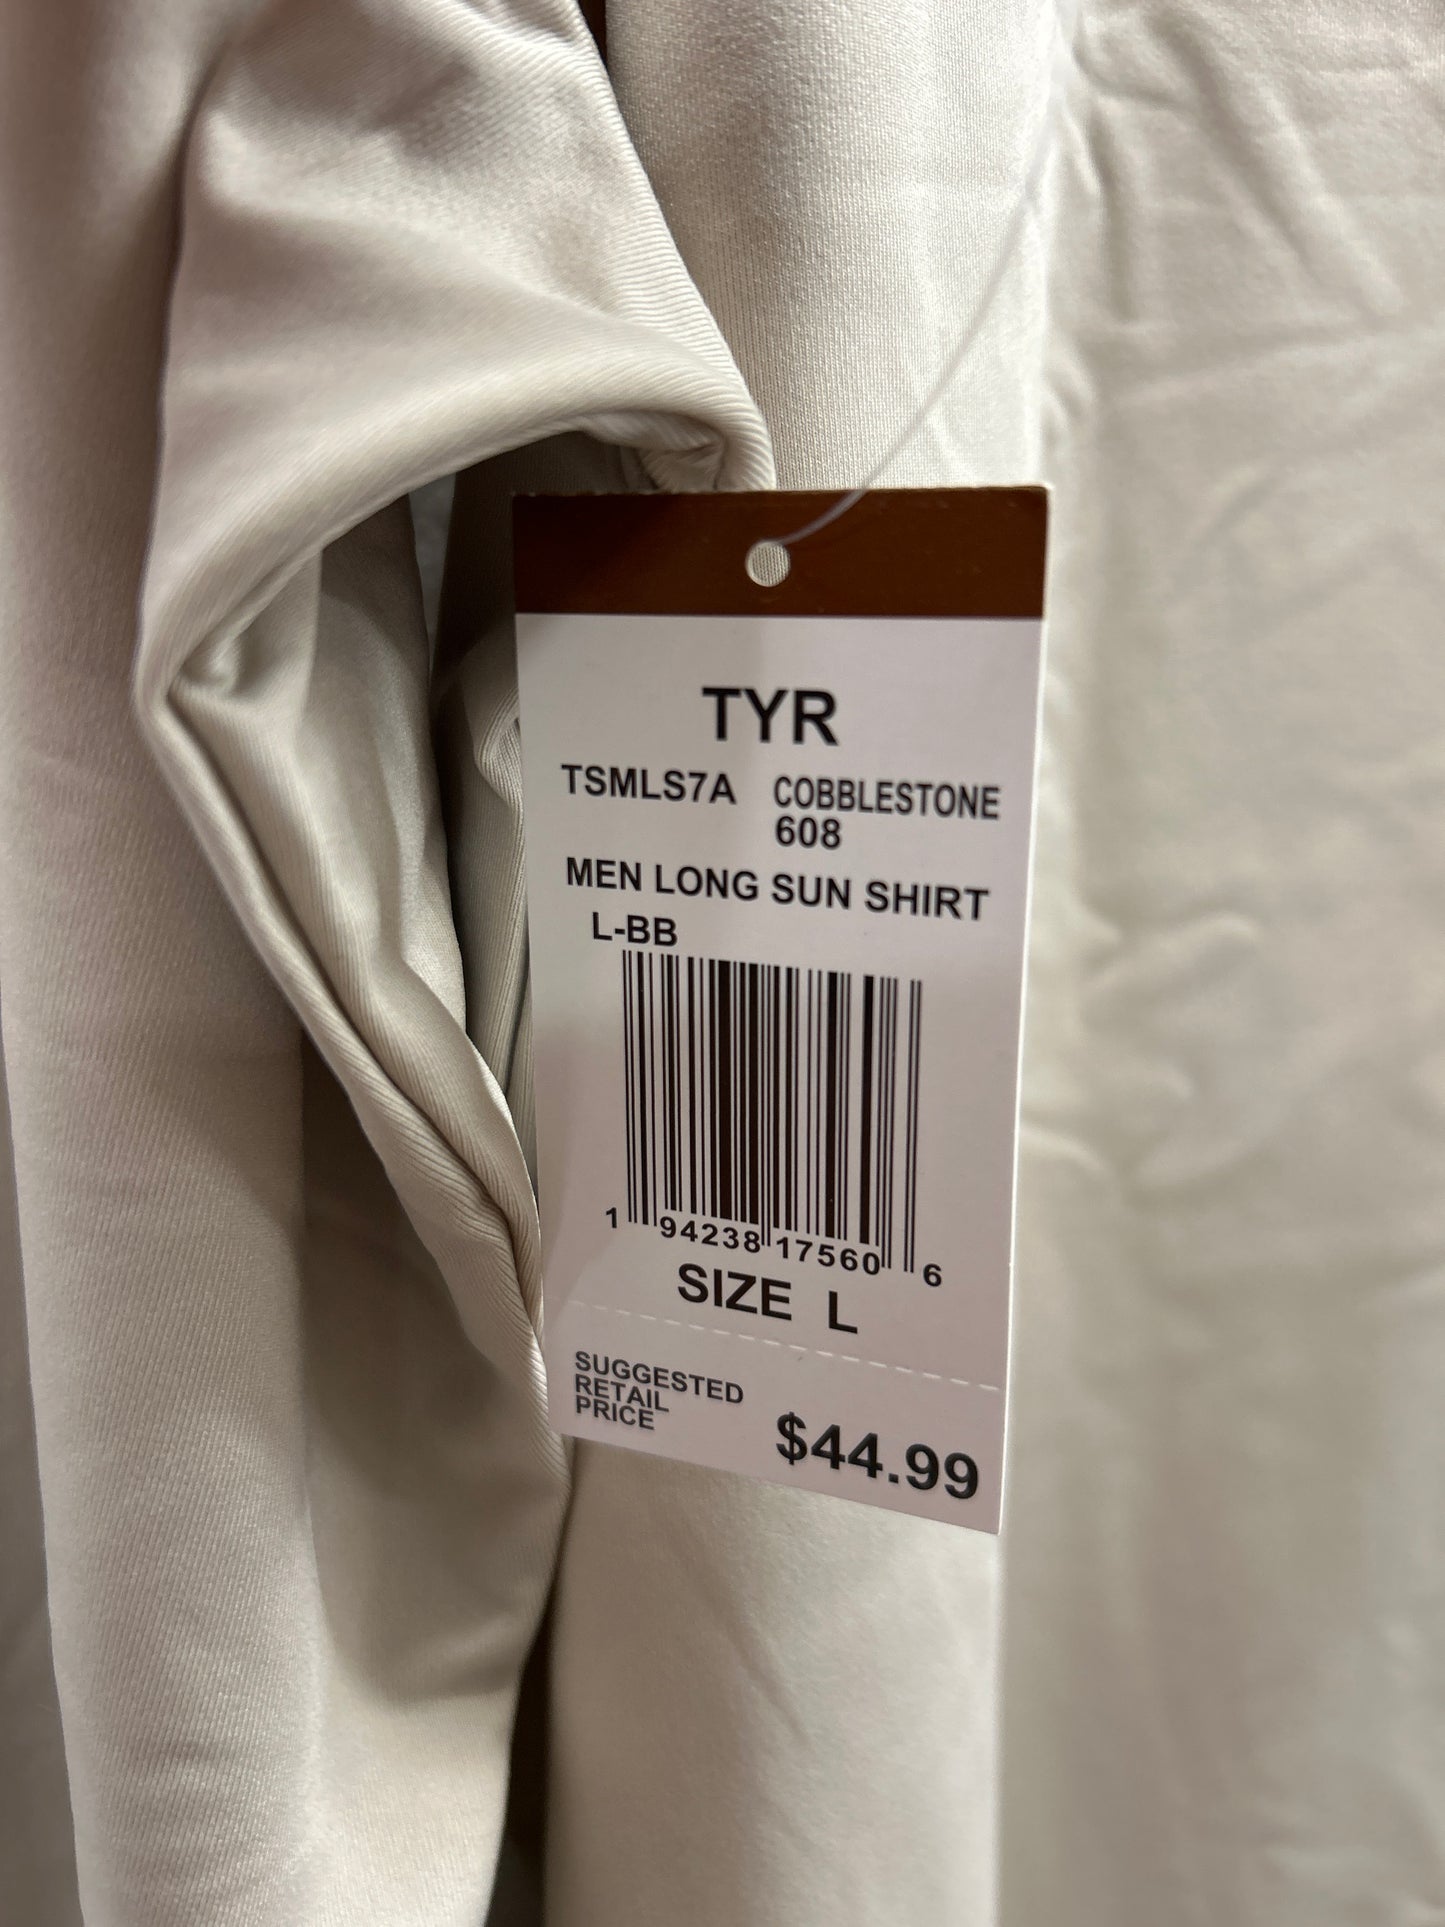 TYR
TSMLS7A COBBLESTONE
608
MEN LONG SUN SHIRT
L-BB
1 94238 17560 6
SIZE L
SUGGESTED
RETAIL
PRICE
$44.99